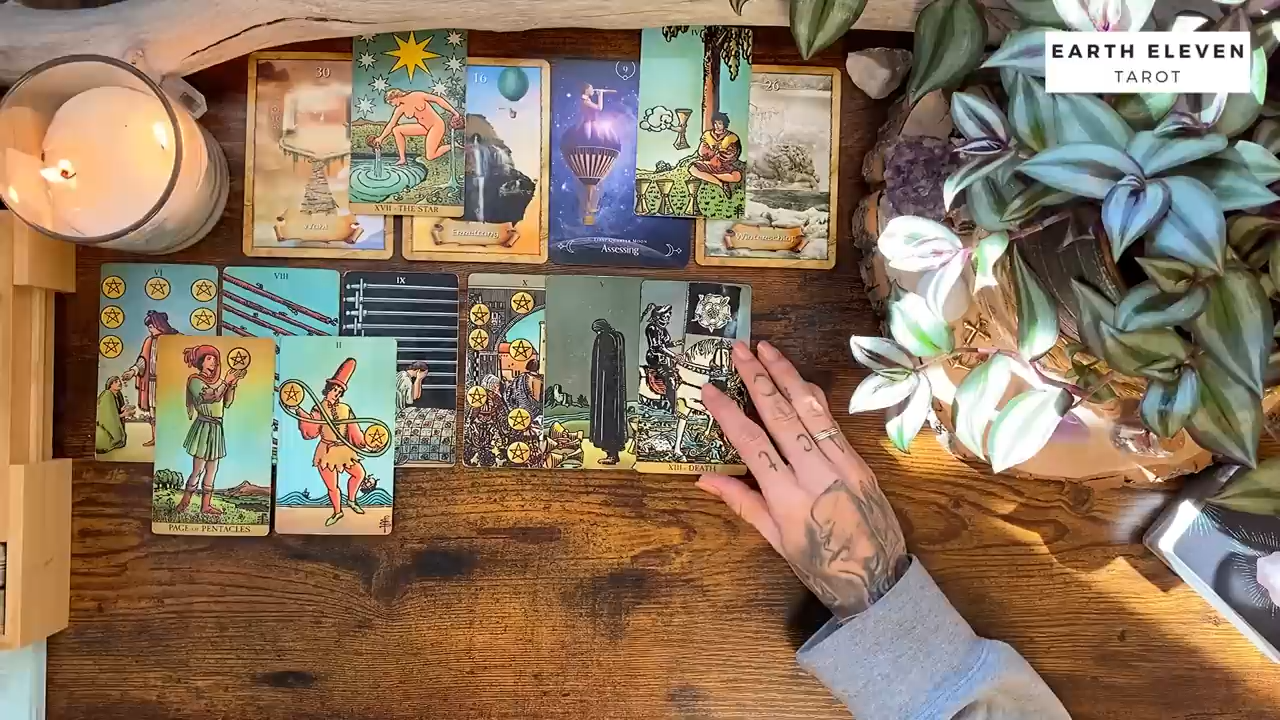 EARTH ELEVEN
TAROT
30
XVII - THE STAR
16
9
Assessing
IV
26
VI
VIII
IX
X
V
XIII - DEATH
PAGE OF PENTACLES
II